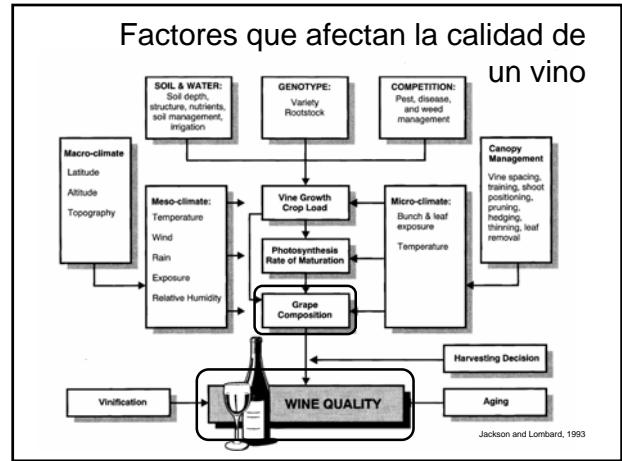 Factores que afectan la calidad de
un vino
SOIL & WATER:
Soil depth,
structure, nutrients,
soil management,
irrigation
GENOTYPE:
Variety
Rootstock
COMPETITION:
Pest, disease,
and weed
management
Macro-climate
Latitude
Altitude
Topography
Meso-climate:
Temperature
Wind
Rain
Exposure
Relative Humidity
Vine Growth
Crop Load
Photosynthesis
Rate of Maturation
Grape
Composition
Micro-climate:
Bunch & leaf
exposure
Temperature
Canopy
Management
Vine spacing,
training, shoot
positioning,
pruning,
hedging,
thinning, leaf
removal
Harvesting Decision
Vinification
WINE QUALITY
Aging
Jackson and Lombard, 1993